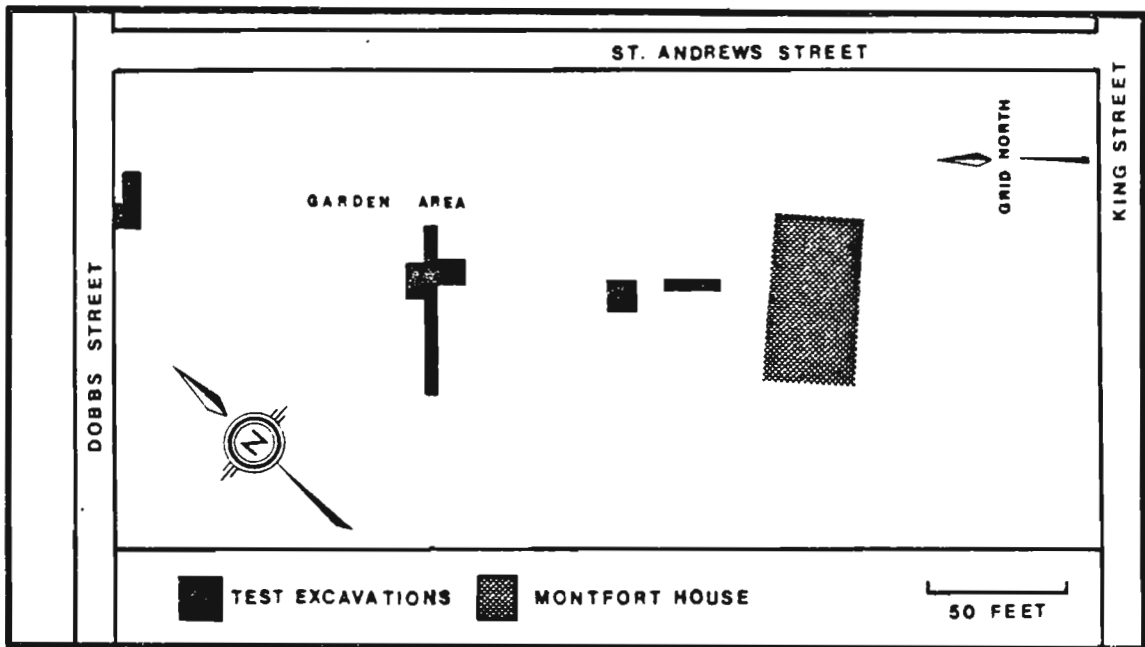 ST. ANDREWS STREET
KING STREET
GRID NORTH
GARDEN AREA
DOBBS STREET
N
TEST EXCAVATIONS
MONTFORT HOUSE
50 FEET